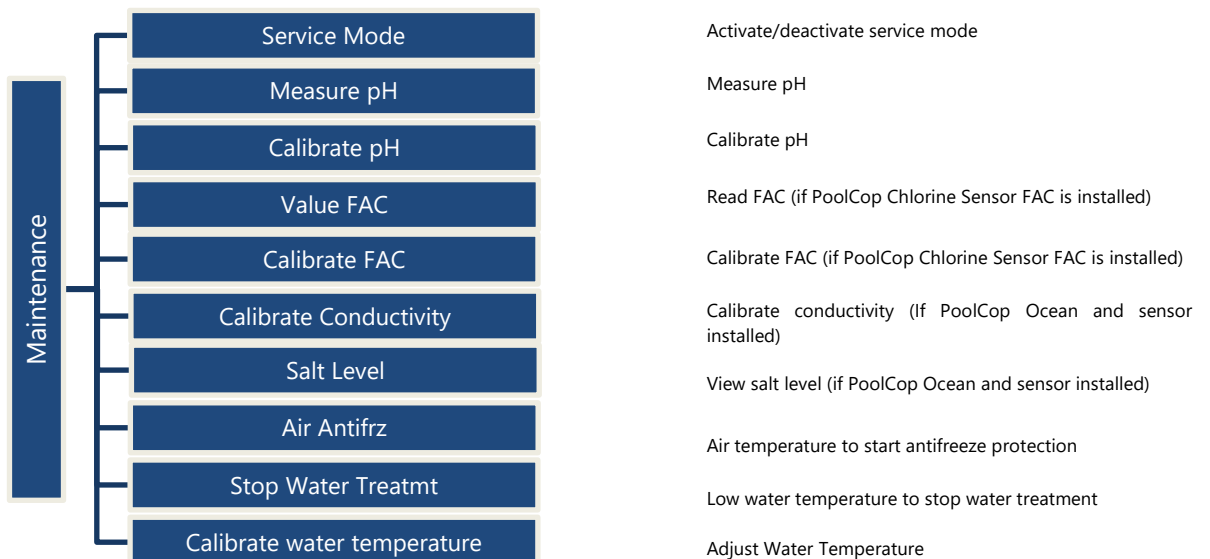 Maintenance
Service Mode
Activate/deactivate service mode
Measure pH
Measure pH
Calibrate pH
Calibrate pH
Value FAC
Read FAC (if PoolCop Chlorine Sensor FAC is installed)
Calibrate FAC
Calibrate FAC (if PoolCop Chlorine Sensor FAC is installed)
Calibrate Conductivity
Calibrate conductivity (If PoolCop Ocean and sensor
installed)
Salt Level
View salt level (if PoolCop Ocean and sensor installed)
Air Antifrz
Air temperature to start antifreeze protection
Stop Water Treatmt
Low water temperature to stop water treatment
Calibrate water temperature
Adjust Water Temperature